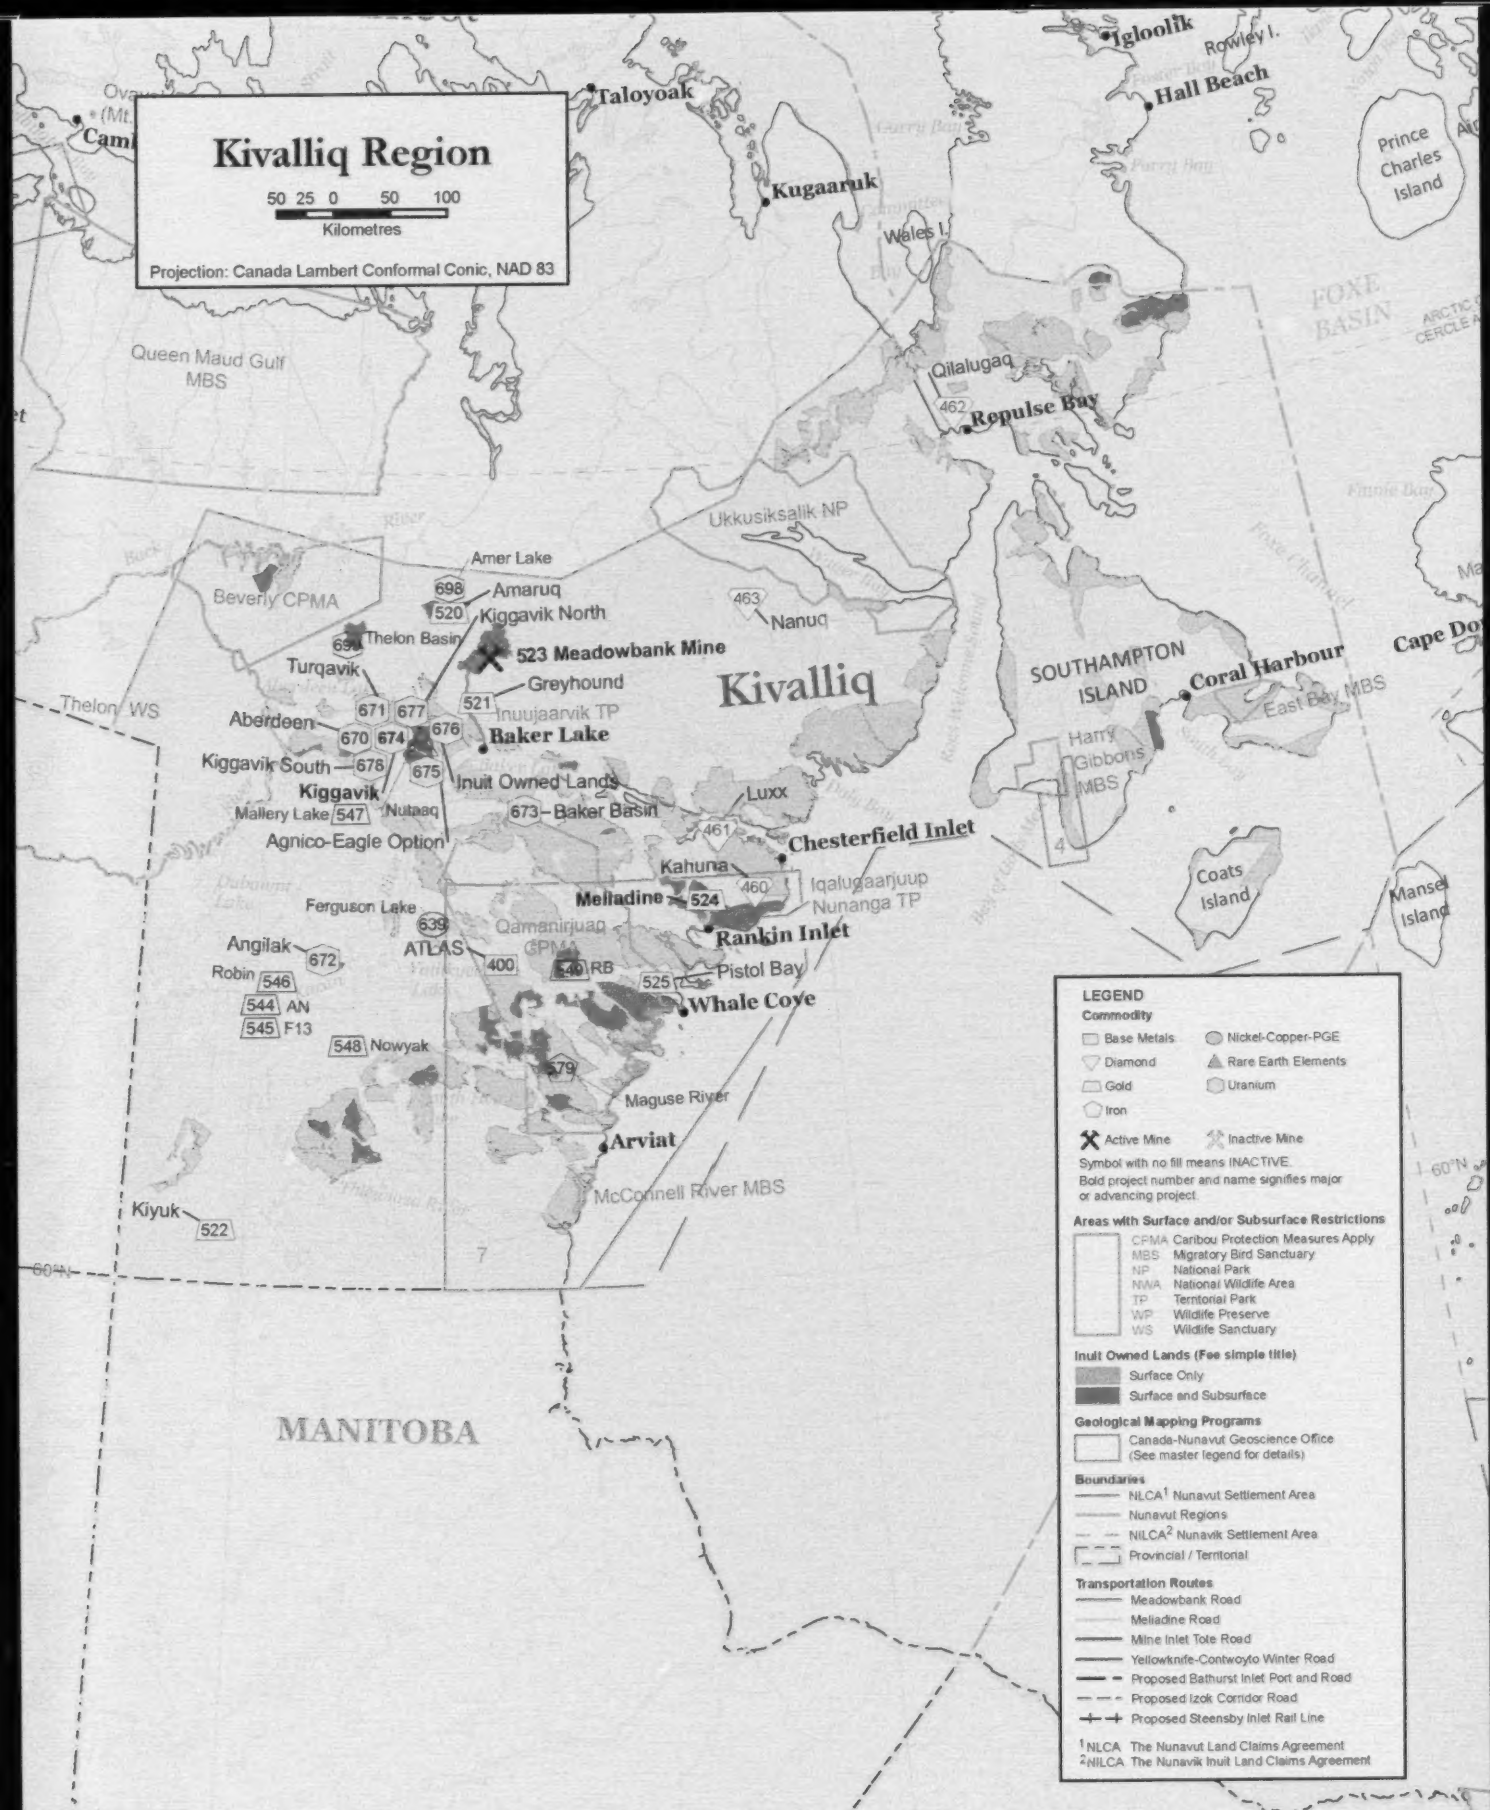 Igloolik
Rowley I.
Hall Beach
Taloyoak
Kivalliq Region
50 25 0 50 100
Kilometres
Projection: Canada Lambert Conformal Conic, NAD 83
Prince
Charles
Island
Kugaaruk
Wales I.
Parry Bay
FOXE
BASIN
Queen Maud Gulf
MBS
Qilalugaq
462
Repulse Bay
Ukkusiksalik NP
River
Back
Foxe Channel
Amer Lake
698
Amaruq
520
Kiggavik North
Beverly CPMA
463
Nanuq
Thelon Basin
699
523 Meadowbank Mine
Turqavik
Greyhound
521
Inuujaarvik TP
Kivalliq
SOUTHAMPTON
ISLAND
Coral Harbour
East Bay MBS
Thelon WS
671
677
Aberdeen
670
674
676
Baker Lake
Harry
Gibbons
MBS
Kiggavik South
678
675
Inuit Owned Lands
Kiggavik
Nutaaq
Mallery Lake
547
673
Baker Basin
Luxx
461
Agnico-Eagle Option
Chesterfield Inlet
4
Coats
Island
Mansel
Island
Kahuna
460
Iqalugaarjuup
Nunanga TP
Meliadine
524
Ferguson Lake
639
Qamanirjuaq
CPMA
Rankin Inlet
Angilak
672
ATLAS
400
549
RB
525
Pistol Bay
Robin
546
544
AN
545
F13
Whale Cove
548
Nowyak
579
Maguse River
Arviat
McConnell River MBS
Kiyuk
522
7
60°N
60°N
MANITOBA
LEGEND
Commodity
Base Metals
Nickel-Copper-PGE
Diamond
Rare Earth Elements
Gold
Uranium
Iron
Active Mine
Inactive Mine
Symbol with no fill means INACTIVE.
Bold project number and name signifies major
or advancing project.
Areas with Surface and/or Subsurface Restrictions
CPMA Caribou Protection Measures Apply
MBS Migratory Bird Sanctuary
NP National Park
NWA National Wildlife Area
TP Territorial Park
WP Wildlife Preserve
WS Wildlife Sanctuary
Inuit Owned Lands (Fee simple title)
Surface Only
Surface and Subsurface
Geological Mapping Programs
Canada-Nunavut Geoscience Office
(See master legend for details)
Boundaries
NLCA1 Nunavut Settlement Area
Nunavut Regions
NILCA2 Nunavik Settlement Area
Provincial / Territorial
Transportation Routes
Meadowbank Road
Meliadine Road
Milne Inlet Tote Road
Yellowknife-Contwoyto Winter Road
Proposed Bathurst Inlet Port and Road
Proposed Izok Corridor Road
Proposed Steensby Inlet Rail Line
1NLCA The Nunavut Land Claims Agreement
2NILCA The Nunavik Inuit Land Claims Agreement